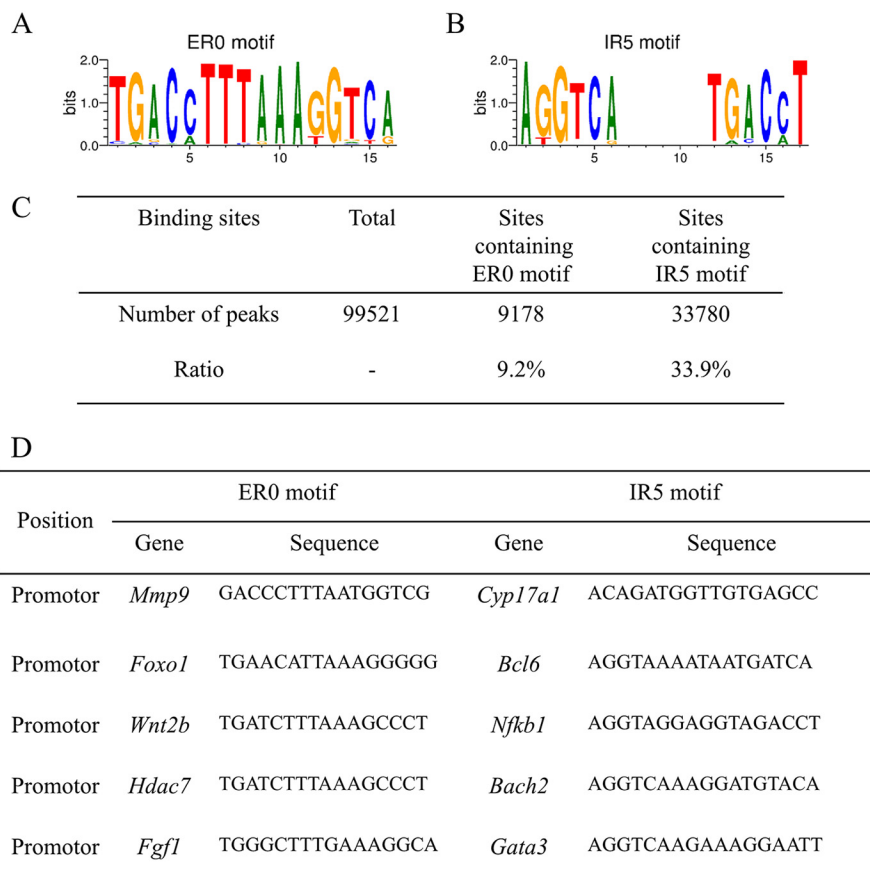 A
B
ER0 motif
IR5 motif
2.0
1.0
0.0
bits
TGACCTTTAAAGGTCA
5
10
15
2.0
1.0
0.0
bits
AGGTCA TGACCT
5
10
15
C
Binding sites Total Sites containing ER0 motif Sites containing IR5 motif
Number of peaks 99521 9178 33780
Ratio - 9.2% 33.9%
D
Position ER0 motif IR5 motif
Gene Sequence Gene Sequence
Promotor Mmp9 GACCCTTTAATGGTCG Cyp17a1 ACAGATGGTTGTGAGCC
Promotor Foxo1 TGAACATTAAAGGGGG Bcl6 AGGTAAAATAATGATCA
Promotor Wnt2b TGATCTTTAAAGCCCT Nfkb1 AGGTAGGAGGTAGACCT
Promotor Hdac7 TGATCTTTAAAGCCCT Bach2 AGGTCAAAGGATGTACA
Promotor Fgf1 TGGGCTTTGAAAGGCA Gata3 AGGTCAAGAAAGGAATT